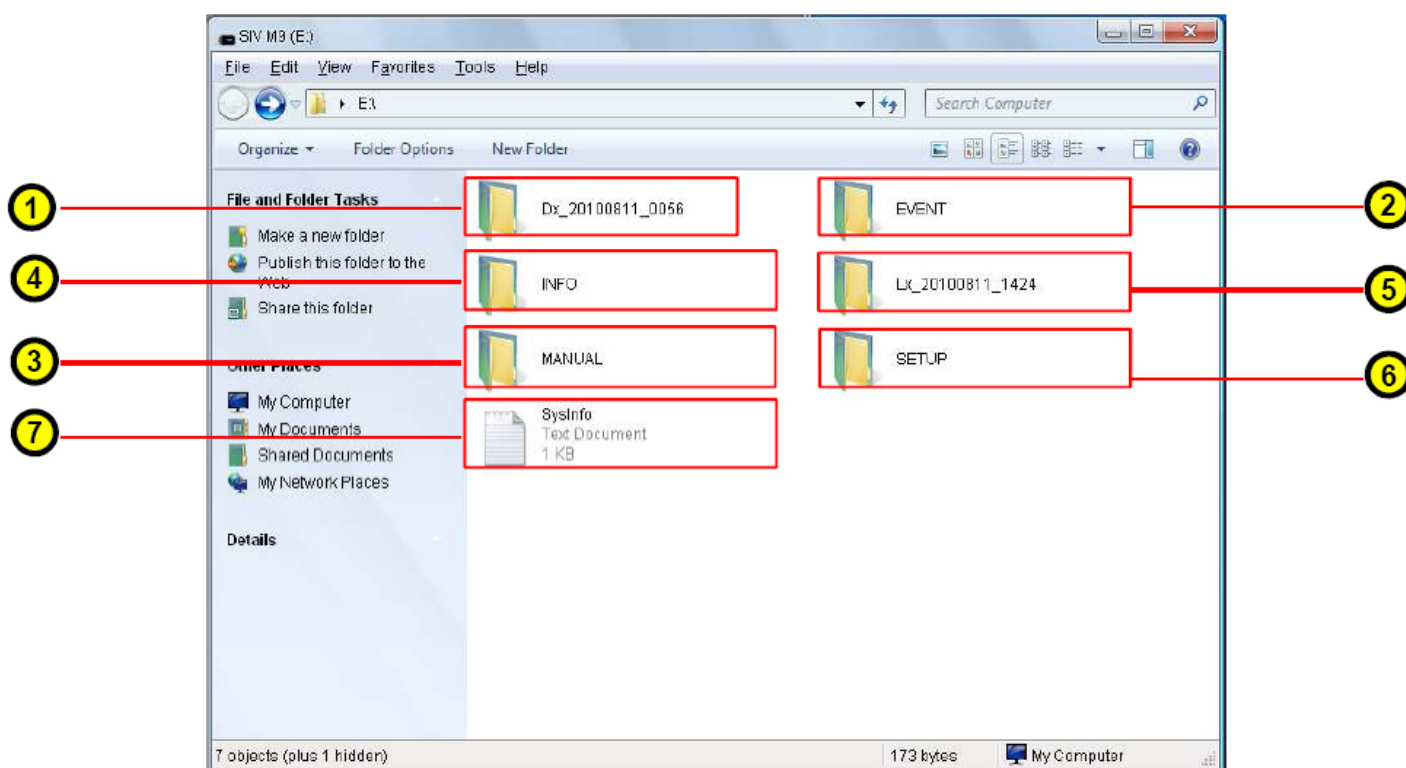 SIV M9 (E:)
File Edit View Favorites Tools Help
E:\
Search Computer
Organize
Folder Options
New Folder
File and Folder Tasks
Make a new folder
Publish this folder to the
Web
Share this folder
Other Places
My Computer
My Documents
Shared Documents
My Network Places
Details
1
Dx_20100811_0056
EVENT
2
4
INFO
Lx_20100811_1424
5
3
MANUAL
SETUP
6
7
SysInfo
Text Document
1 KB
7 objects (plus 1 hidden)
173 bytes
My Computer